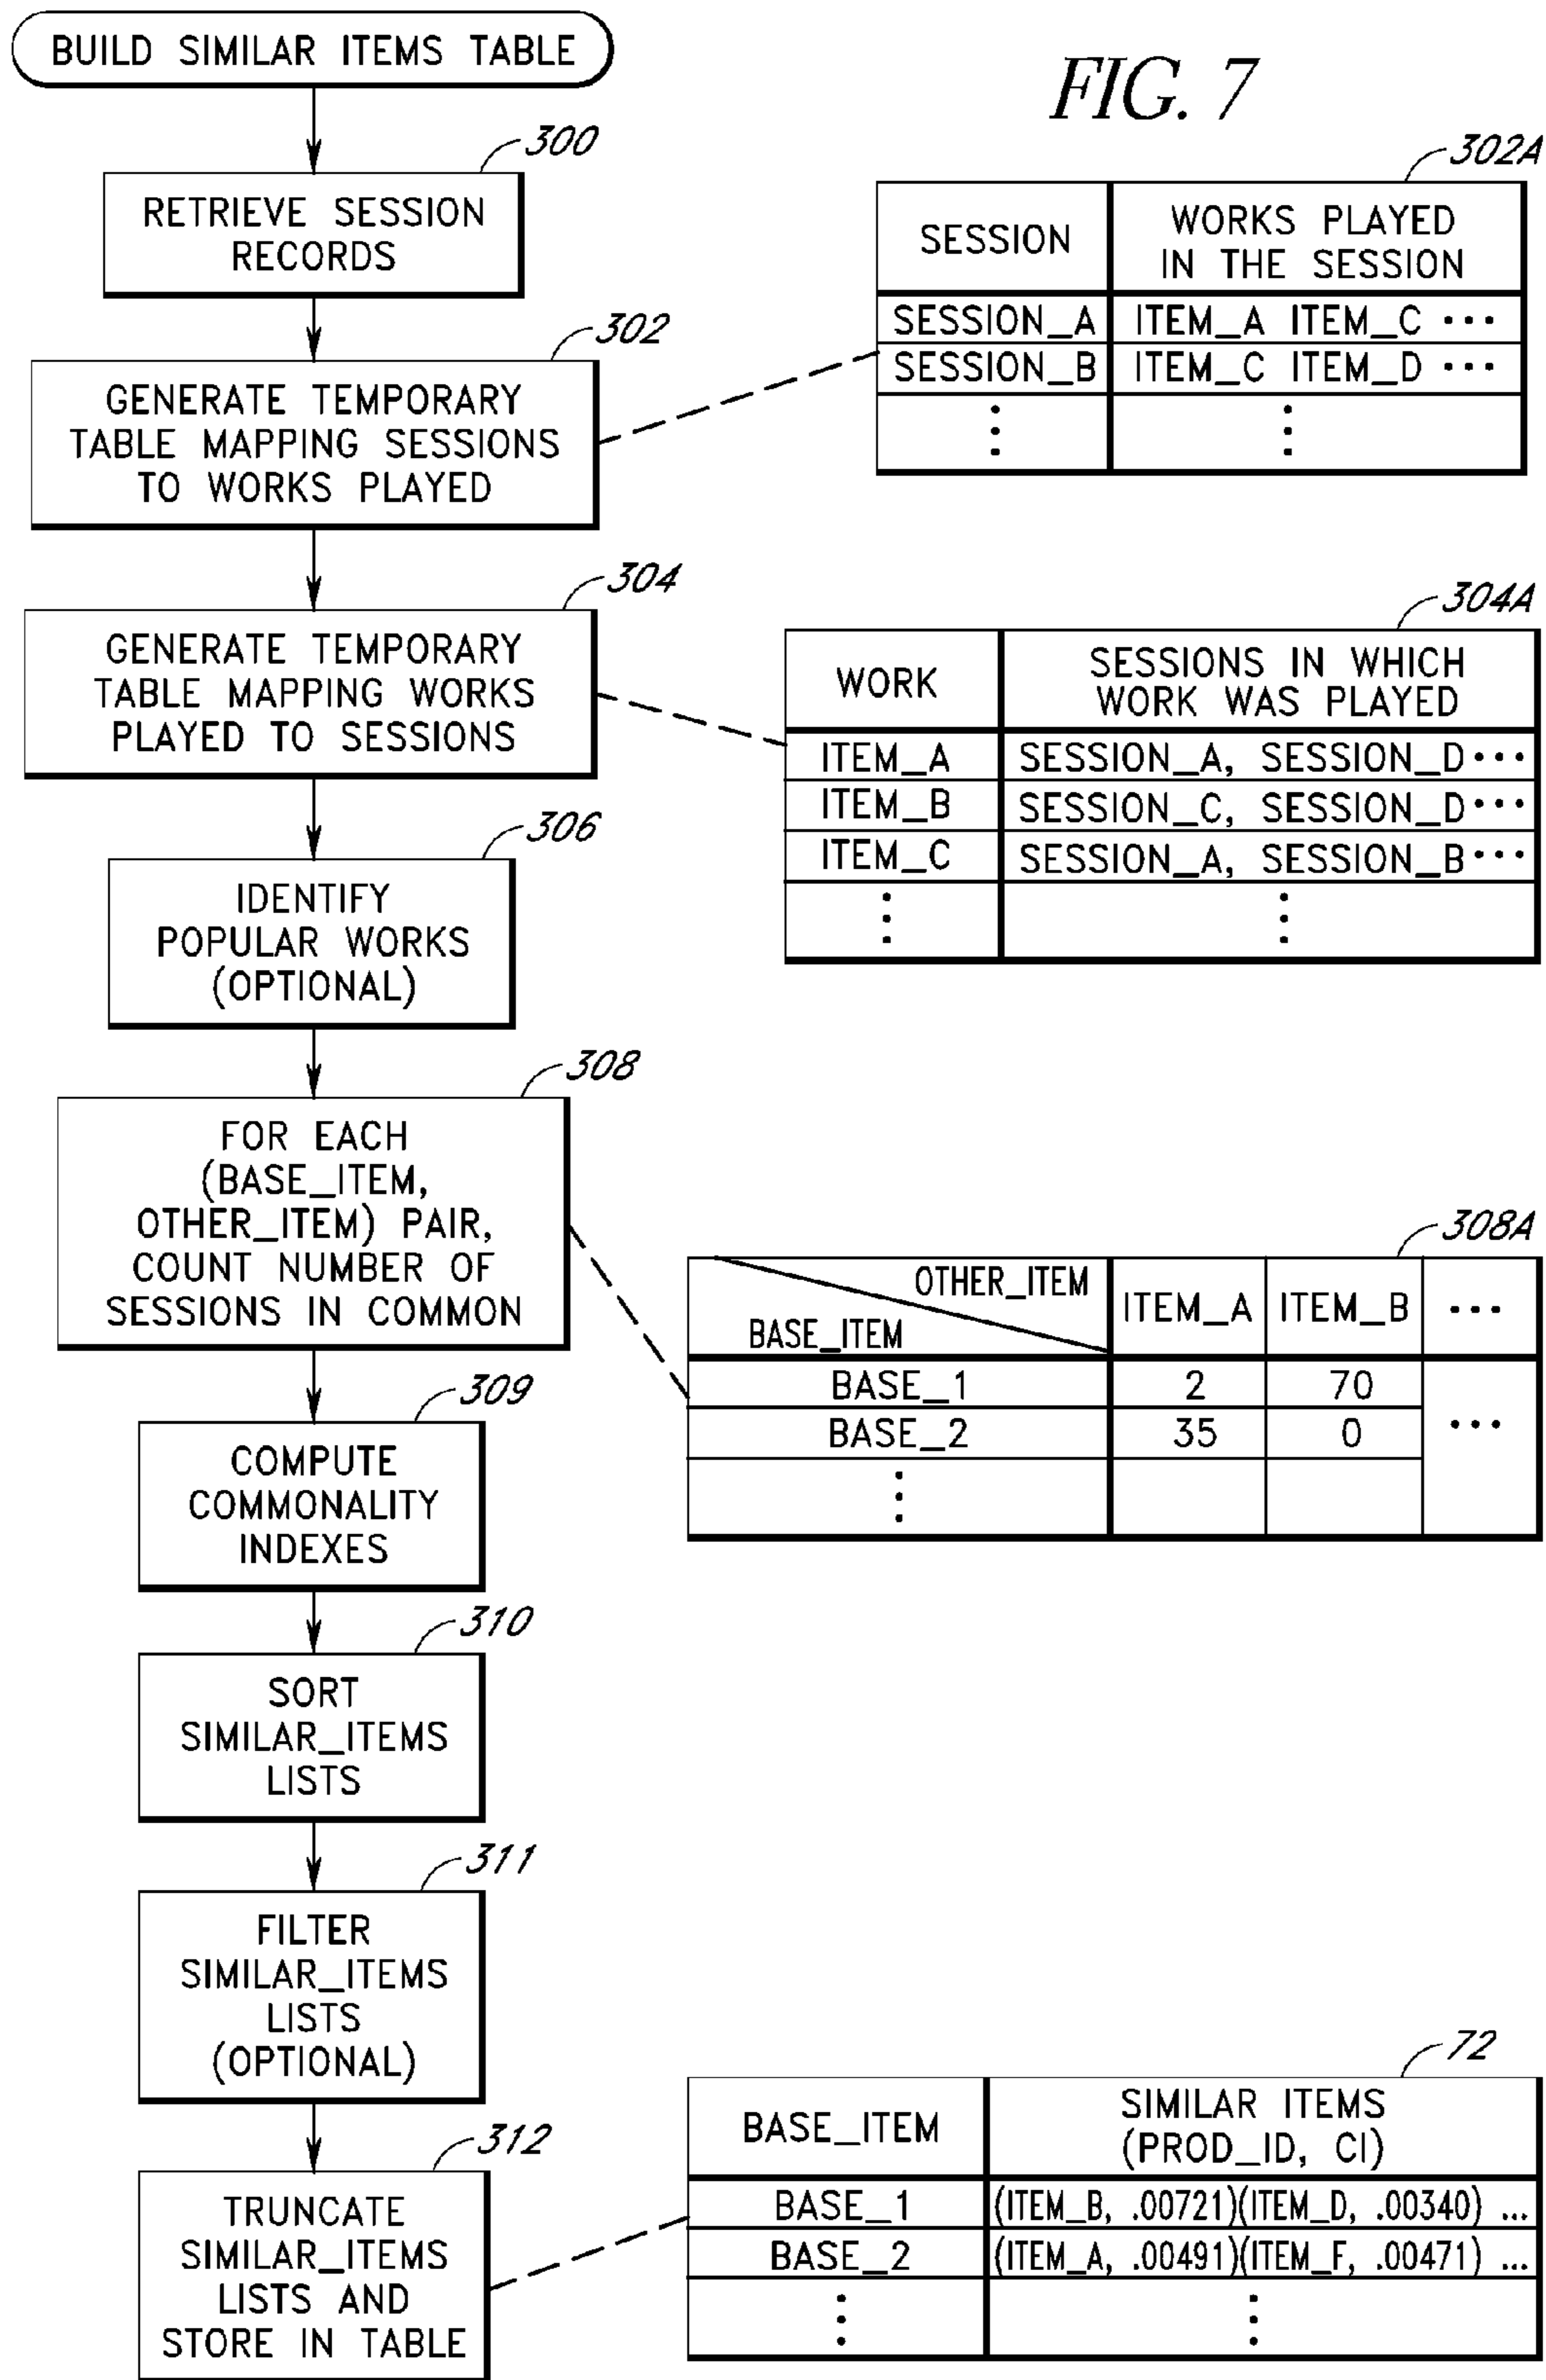 BUILD SIMILAR ITEMS TABLE
FIG. 7
300
RETRIEVE SESSION
RECORDS
302
GENERATE TEMPORARY
TABLE MAPPING SESSIONS
TO WORKS PLAYED
302A
SESSION
WORKS PLAYED
IN THE SESSION
SESSION_A ITEM_A ITEM_C ...
SESSION_B ITEM_C ITEM_D ...
304
GENERATE TEMPORARY
TABLE MAPPING WORKS
PLAYED TO SESSIONS
304A
WORK
SESSIONS IN WHICH
WORK WAS PLAYED
ITEM_A SESSION_A, SESSION_D...
ITEM_B SESSION_C, SESSION_D...
ITEM_C SESSION_A, SESSION_B...
306
IDENTIFY
POPULAR WORKS
(OPTIONAL)
308
FOR EACH
(BASE_ITEM,
OTHER_ITEM) PAIR,
COUNT NUMBER OF
SESSIONS IN COMMON
308A
OTHER_ITEM
BASE_ITEM
ITEM_A ITEM_B ...
BASE_1 2 70
BASE_2 35 0 ...
309
COMPUTE
COMMONALITY
INDEXES
310
SORT
SIMILAR_ITEMS
LISTS
311
FILTER
SIMILAR_ITEMS
LISTS
(OPTIONAL)
312
TRUNCATE
SIMILAR_ITEMS
LISTS AND
STORE IN TABLE
72
BASE_ITEM
SIMILAR ITEMS
(PROD_ID, CI)
BASE_1 (ITEM_B, .00721)(ITEM_D, .00340) ...
BASE_2 (ITEM_A, .00491)(ITEM_F, .00471) ...